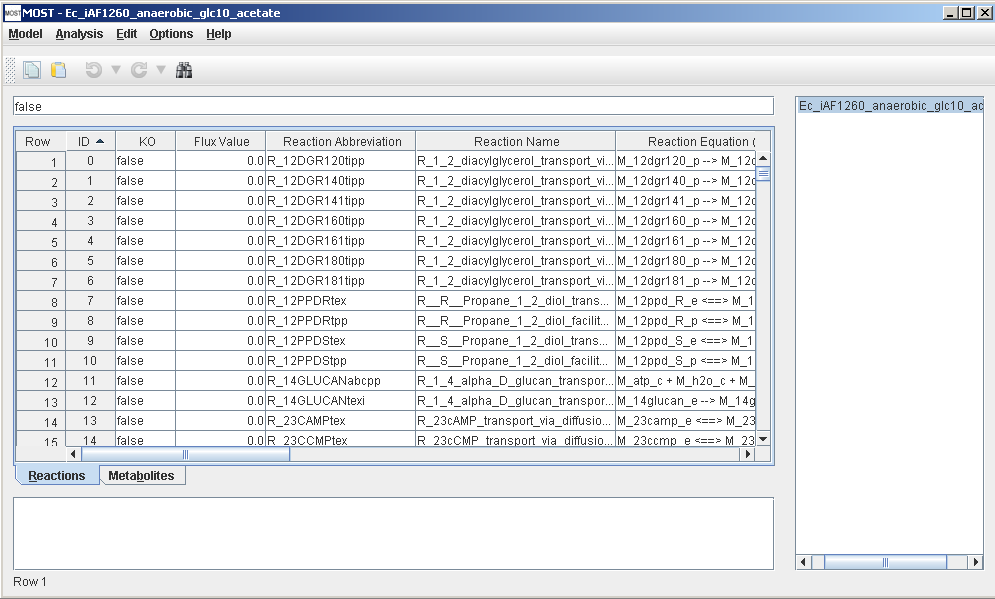 MOST MOST - Ec_iAF1260_anaerobic_glc10_acetate
Model Analysis Edit Options Help
false
Ec_iAF1260_anaerobic_glc10_ac
Row ID KO Flux Value Reaction Abbreviation Reaction Name Reaction Equation (
1 0 false 0.0 R_12DGR120tipp R_1_2_diacylglycerol_transport_vi... M_12dgr120_p --> M_12d
2 1 false 0.0 R_12DGR140tipp R_1_2_diacylglycerol_transport_vi... M_12dgr140_p --> M_12d
3 2 false 0.0 R_12DGR141tipp R_1_2_diacylglycerol_transport_vi... M_12dgr141_p --> M_12d
4 3 false 0.0 R_12DGR160tipp R_1_2_diacylglycerol_transport_vi... M_12dgr160_p --> M_12d
5 4 false 0.0 R_12DGR161tipp R_1_2_diacylglycerol_transport_vi... M_12dgr161_p --> M_12d
6 5 false 0.0 R_12DGR180tipp R_1_2_diacylglycerol_transport_vi... M_12dgr180_p --> M_12d
7 6 false 0.0 R_12DGR181tipp R_1_2_diacylglycerol_transport_vi... M_12dgr181_p --> M_12d
8 7 false 0.0 R_12PPDRtex R__R__Propane_1_2_diol_trans... M_12ppd_R_e <==> M_1
9 8 false 0.0 R_12PPDRtpp R__R__Propane_1_2_diol_facilit... M_12ppd_R_p <==> M_1
10 9 false 0.0 R_12PPDStex R__S__Propane_1_2_diol_trans... M_12ppd_S_e <==> M_1
11 10 false 0.0 R_12PPDStpp R__S__Propane_1_2_diol_facilit... M_12ppd_S_p <==> M_1
12 11 false 0.0 R_14GLUCANabcpp R_1_4_alpha_D_glucan_transpor... M_atp_c + M_h2o_c + M_
13 12 false 0.0 R_14GLUCANtexi R_1_4_alpha_D_glucan_transpor... M_14glucan_e --> M_14g
14 13 false 0.0 R_23CAMPtex R_23cAMP_transport_via_diffusio... M_23camp_e <==> M_23
15 14 false 0.0 R_23CCMPtex R_23cCMP_transport_via_diffusio... M_23ccmp_e <==> M_23
Reactions Metabolites
Row 1